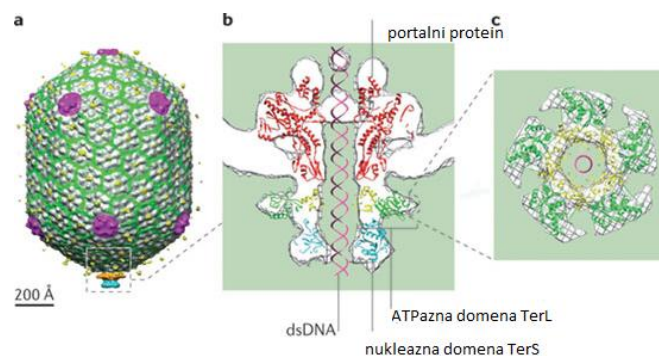 a
b
portalni protein
c
200 Å
dsDNA
ATPazna domena TerL
nukleazna domena TerS